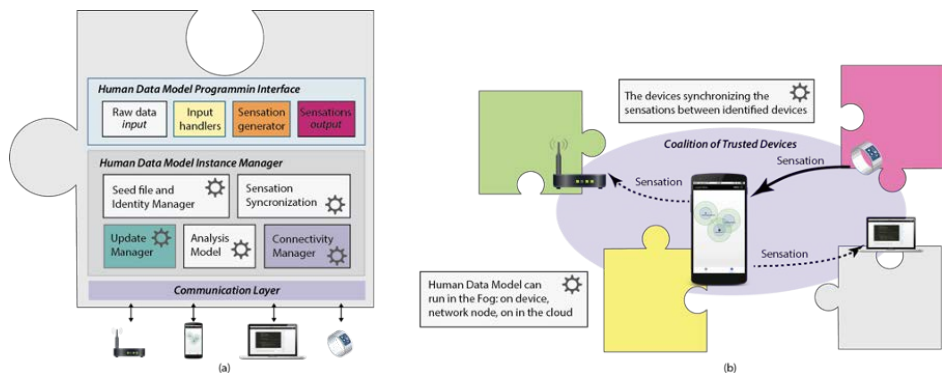 Human Data Model Programmin Interface
Raw data
input
Input
handlers
Sensation
generator
Sensations
output
Human Data Model Instance Manager
Seed file and
Identity Manager
Sensation
Syncronization
Update
Manager
Analysis
Model
Connectivity
Manager
Communication Layer
(a)
The devices synchronizing the
sensations between identified devices
Coalition of Trusted Devices
Sensation
Sensation
Sensation
Human Data Model can
run in the Fog: on device,
network node, on in the cloud
(b)